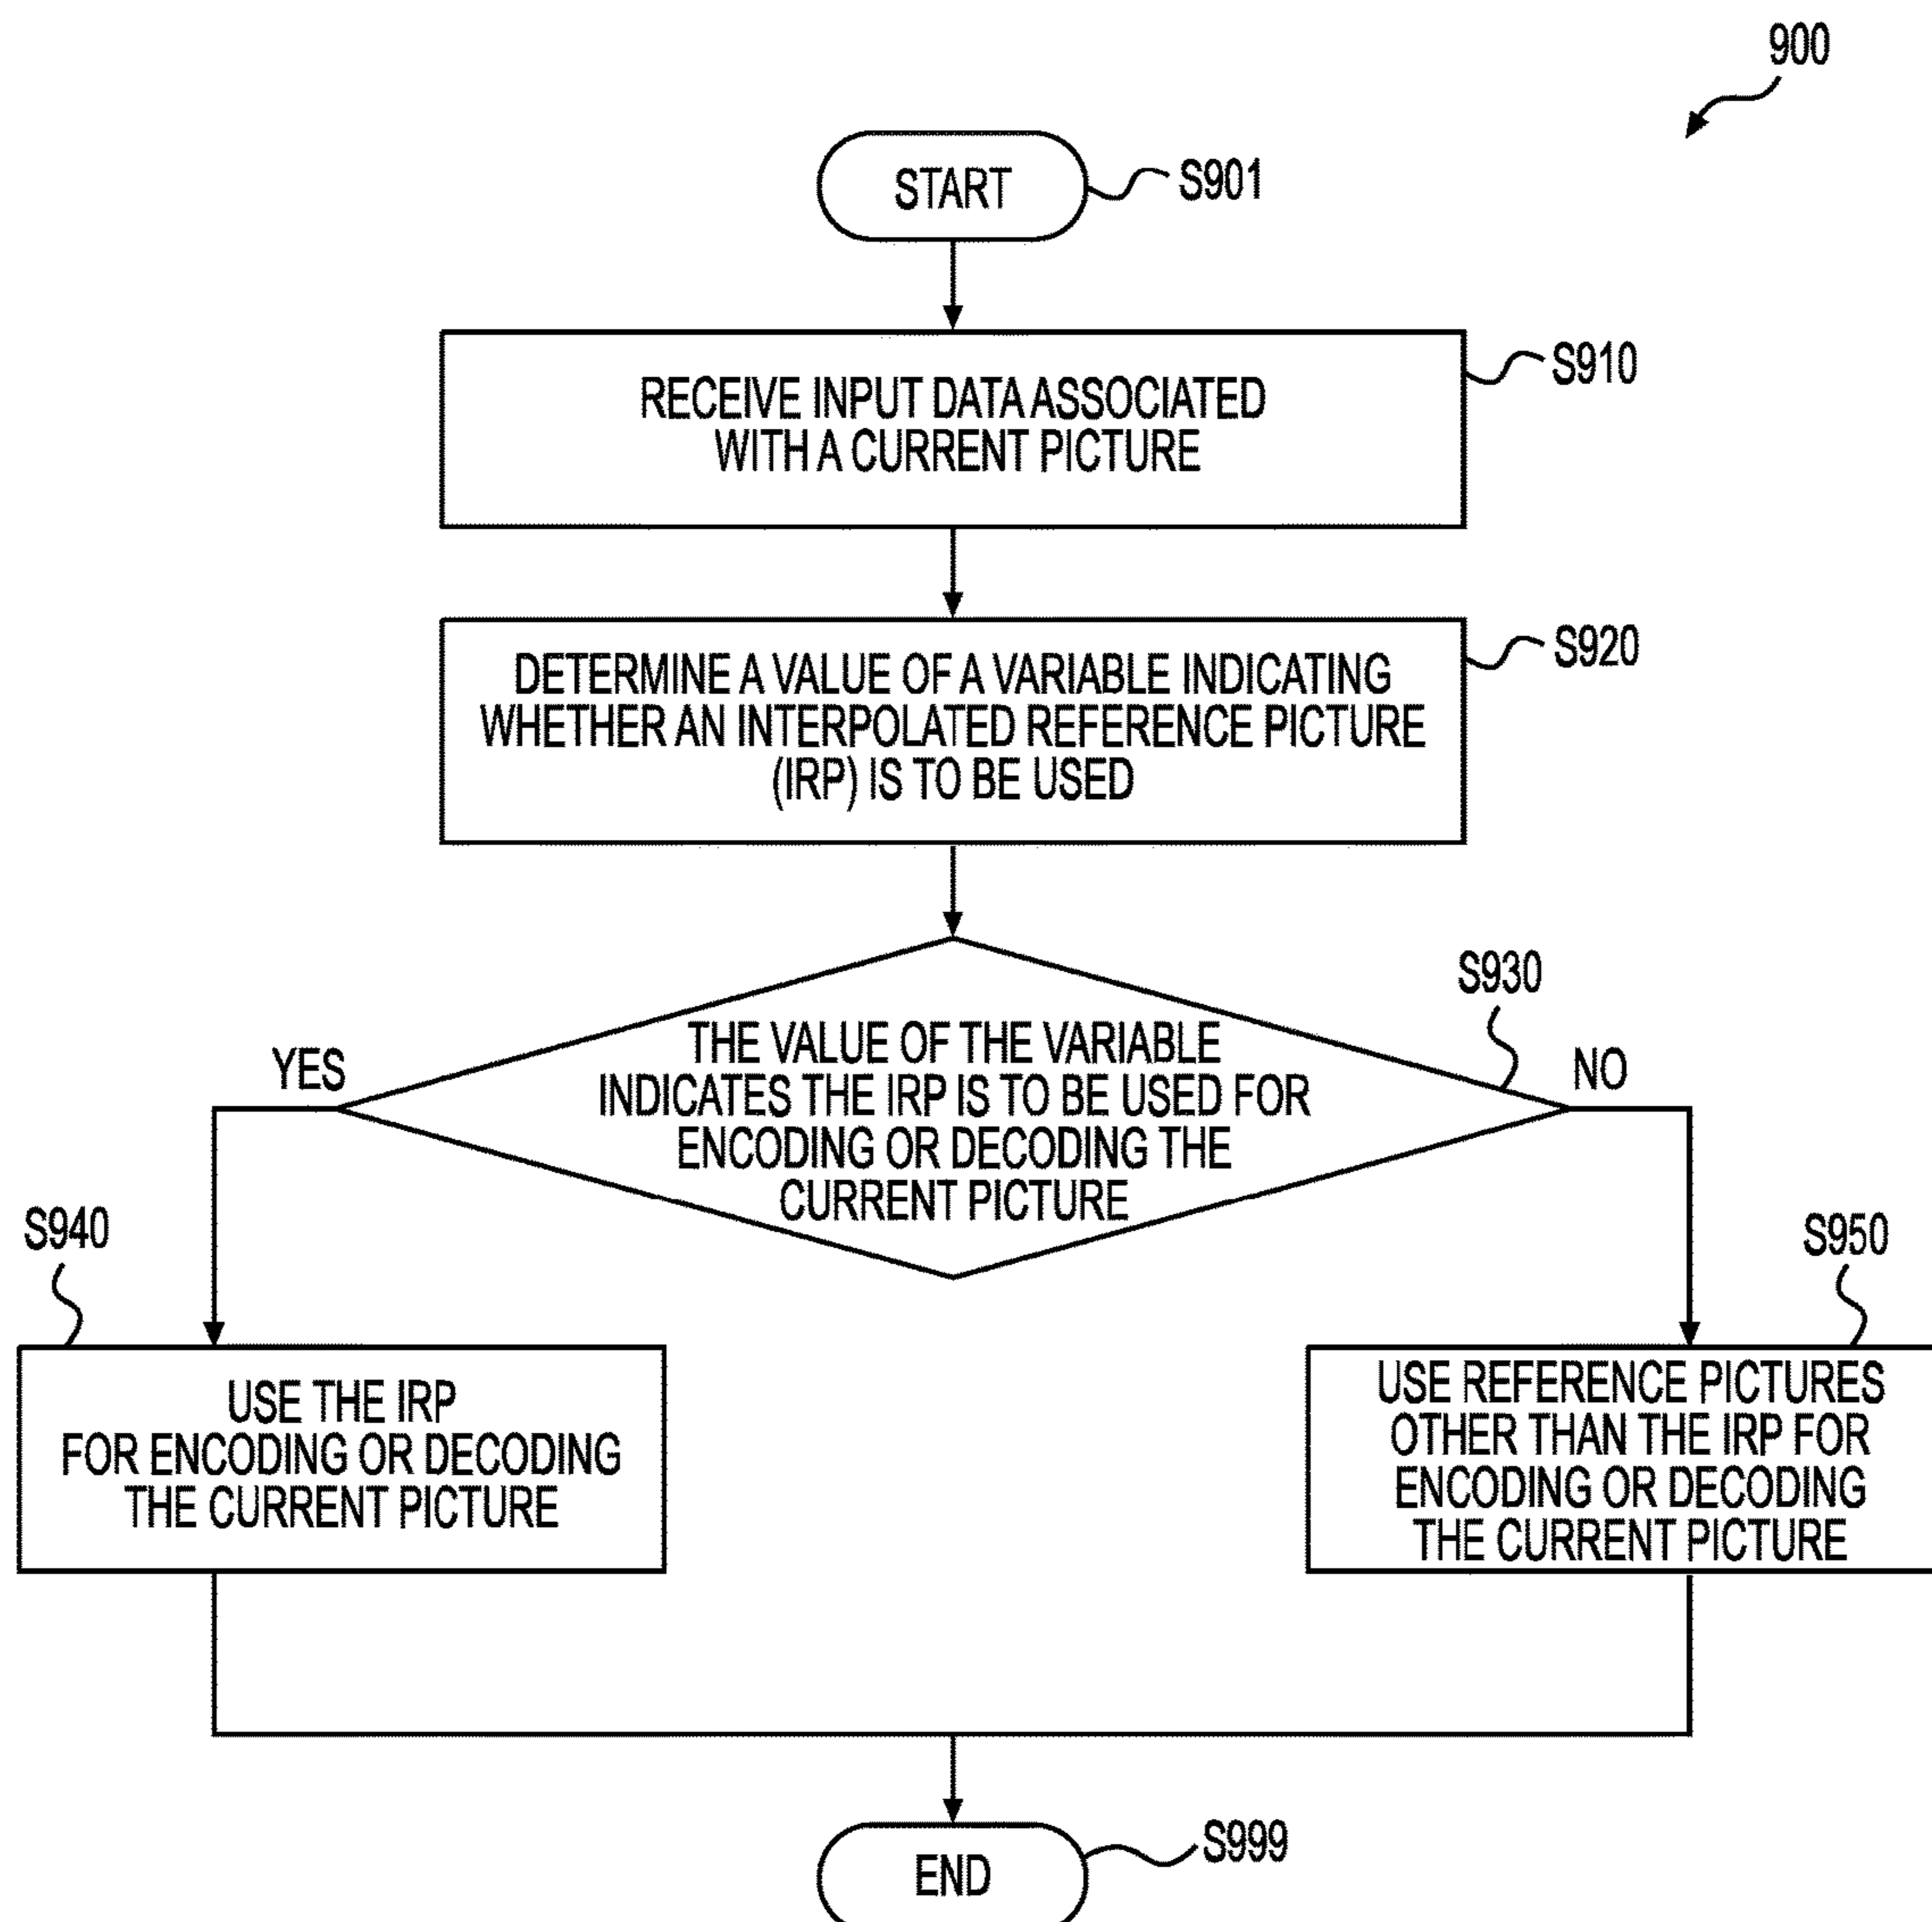 900
START
S901
RECEIVE INPUT DATA ASSOCIATED
WITH A CURRENT PICTURE
S910
DETERMINE A VALUE OF A VARIABLE INDICATING
WHETHER AN INTERPOLATED REFERENCE PICTURE
(IRP) IS TO BE USED
S920
THE VALUE OF THE VARIABLE
INDICATES THE IRP IS TO BE USED FOR
ENCODING OR DECODING THE
CURRENT PICTURE
S930
YES
NO
S940
USE THE IRP
FOR ENCODING OR DECODING
THE CURRENT PICTURE
S950
USE REFERENCE PICTURES
OTHER THAN THE IRP FOR
ENCODING OR DECODING
THE CURRENT PICTURE
END
S999